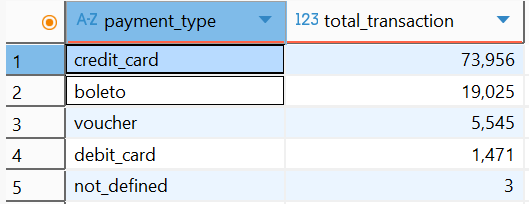 A-Z payment_type 123 total_transaction
1 credit_card 73,956
2 boleto 19,025
3 voucher 5,545
4 debit_card 1,471
5 not_defined 3